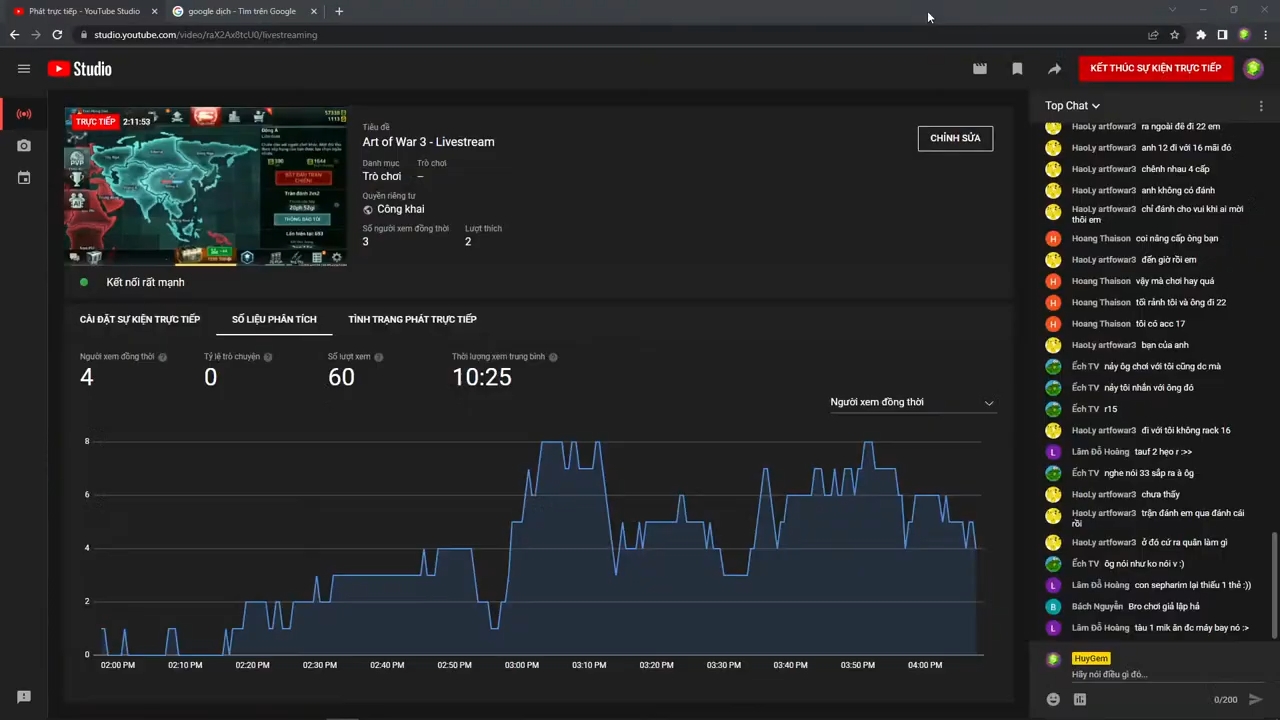 Phát trực tiếp - YouTube Studio
google dịch - Tìm trên Google
studio.youtube.com/video/raX2Ax8tcU0/livestreaming
Studio
KẾT THÚC SỰ KIỆN TRỰC TIẾP
TRỰC TIẾP 2:11:53
Tiêu đề
Art of War 3 - Livestream
CHỈNH SỬA
Danh mục Trò chơi
Trò chơi –
Quyền riêng tư
Công khai
Số người xem đồng thời Lượt thích
3 2
Kết nối rất mạnh
CÀI ĐẶT SỰ KIỆN TRỰC TIẾP
SỐ LIỆU PHÂN TÍCH
TÌNH TRẠNG PHÁT TRỰC TIẾP
Người xem đồng thời
4
Tỷ lệ trò chuyện
0
Số lượt xem
60
Thời lượng xem trung bình
10:25
Người xem đồng thời
8
6
4
2
0
02:00 PM 02:10 PM 02:20 PM 02:30 PM 02:40 PM 02:50 PM 03:00 PM 03:10 PM 03:20 PM 03:30 PM 03:40 PM 03:50 PM 04:00 PM
Top Chat
HaoLy artfowar3 ra ngoài đê đi 22 em
HaoLy artfowar3 anh 12 đi với 16 mãi đó
HaoLy artfowar3 chênh nhau 4 cấp
HaoLy artfowar3 anh không có đánh
HaoLy artfowar3 chỉ đánh cho vui khi ai mời
thôi em
Hoang Thaison coi nâng cấp ông bạn
HaoLy artfowar3 đến giờ rồi em
Hoang Thaison vậy mà chơi hay quá
Hoang Thaison tối rảnh tôi và ông đi 22
Hoang Thaison tôi có acc 17
HaoLy artfowar3 bạn của anh
Ếch TV nảy ôg chơi với tôi cũng dc mà
Ếch TV nảy tôi nhắn với ông đó
Ếch TV r15
HaoLy artfowar3 đi với tôi không rack 16
Lâm Đỗ Hoàng tauf 2 hẹo r :>>
Ếch TV nghe nói 33 sắp ra à ôg
HaoLy artfowar3 chưa thấy
HaoLy artfowar3 trận đánh em qua đánh cái
rồi
HaoLy artfowar3 ở đó cứ ra quân làm gì
Ếch TV ôg nói như ko nói v :)
Lâm Đỗ Hoàng con sepharim lại thiếu 1 thẻ :))
Bách Nguyễn Bro chơi giả lập hả
Lâm Đỗ Hoàng tàu 1 mik ăn đc máy bay nó :>
HuyGem
Hãy nói điều gì đó...
0/200